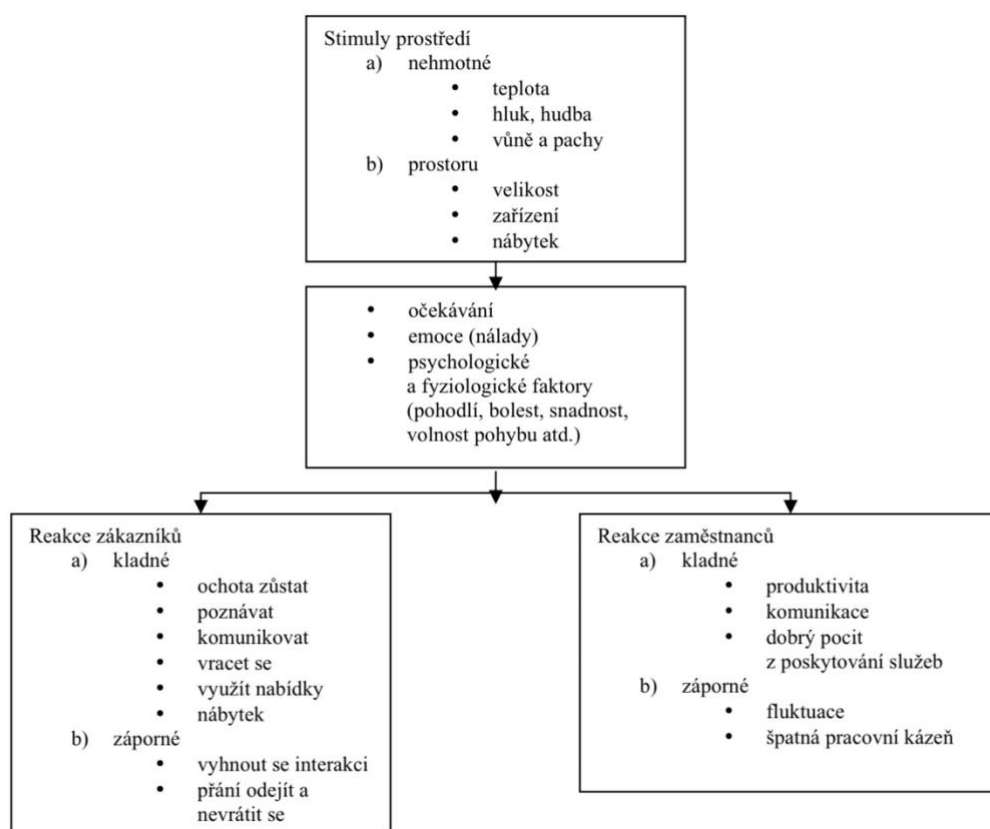 Stimuly prostředí
a) nehmotné
• teplota
• hluk, hudba
• vůně a pachy
b) prostoru
• velikost
• zařízení
• nábytek
• očekávání
• emoce (nálady)
• psychologické
a fyziologické faktory
(pohodlí, bolest, snadnost,
volnost pohybu atd.)
Reakce zákazníků
a) kladné
• ochota zůstat
• poznávat
• komunikovat
• vracet se
• využít nabídky
• nábytek
b) záporné
• vyhnout se interakci
• přání odejít a
nevrátit se
Reakce zaměstnanců
a) kladné
• produktivita
• komunikace
• dobrý pocit
z poskytování služeb
b) záporné
• fluktuace
• špatná pracovní kázeň